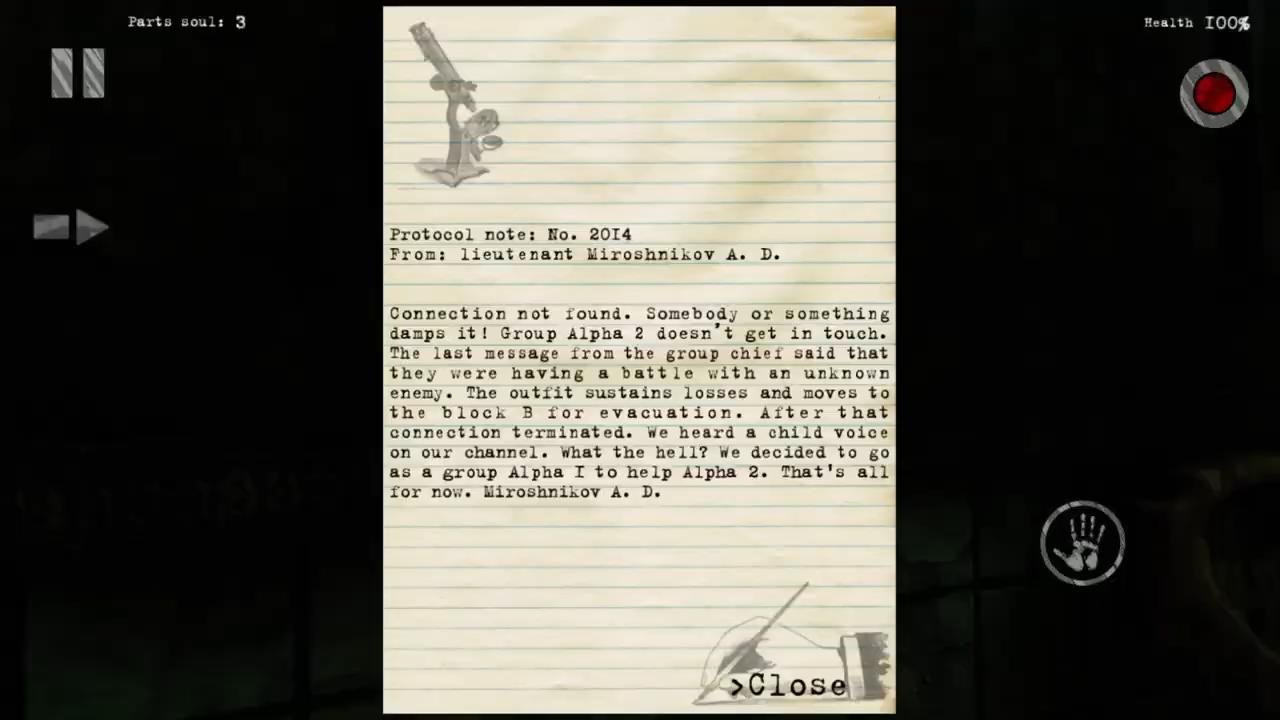 Parts soul: 3
Health 100%
Protocol note: No. 2014
From: lieutenant Miroshnikov A. D.
Connection not found. Somebody or something
damps it! Group Alpha 2 doesn't get in touch.
The last message from the group chief said that
they were having a battle with an unknown
enemy. The outfit sustains losses and moves to
the block B for evacuation. After that
connection terminated. We heard a child voice
on our channel. What the hell? We decided to go
as a group Alpha 1 to help Alpha 2. That's all
for now. Miroshnikov A. D.
>Close